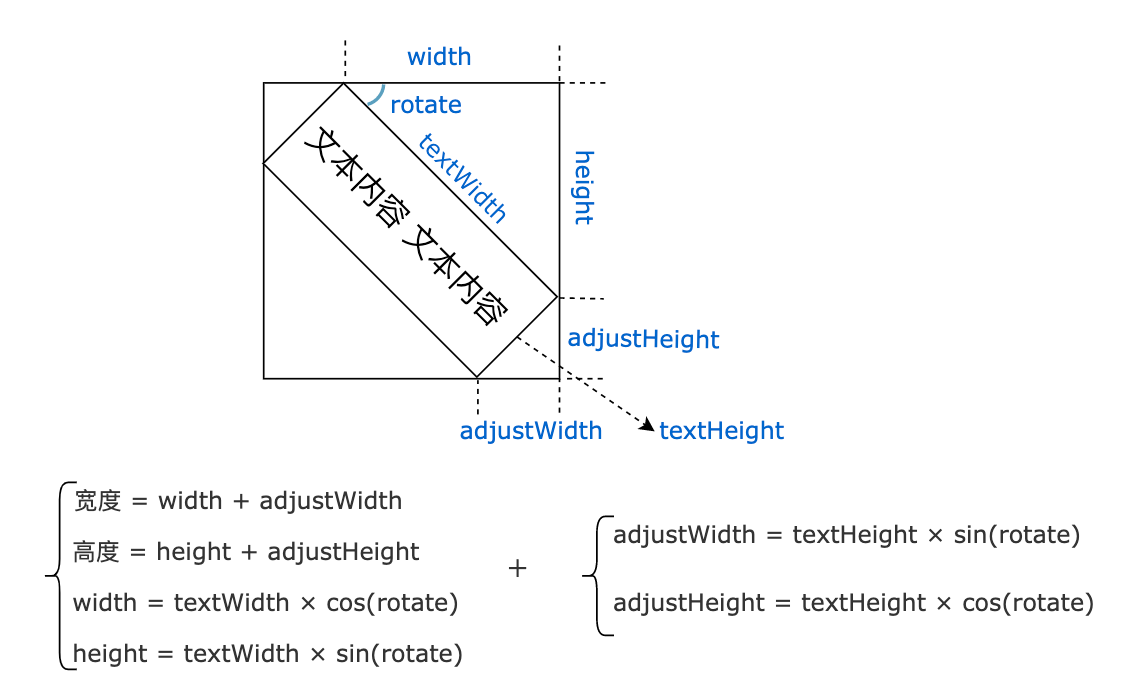 width
rotate
textWidth
height
文本内容 文本内容
adjustHeight
adjustWidth
textHeight
宽度 = width + adjustWidth
高度 = height + adjustHeight
width = textWidth × cos(rotate)
height = textWidth × sin(rotate)
+
adjustWidth = textHeight × sin(rotate)
adjustHeight = textHeight × cos(rotate)